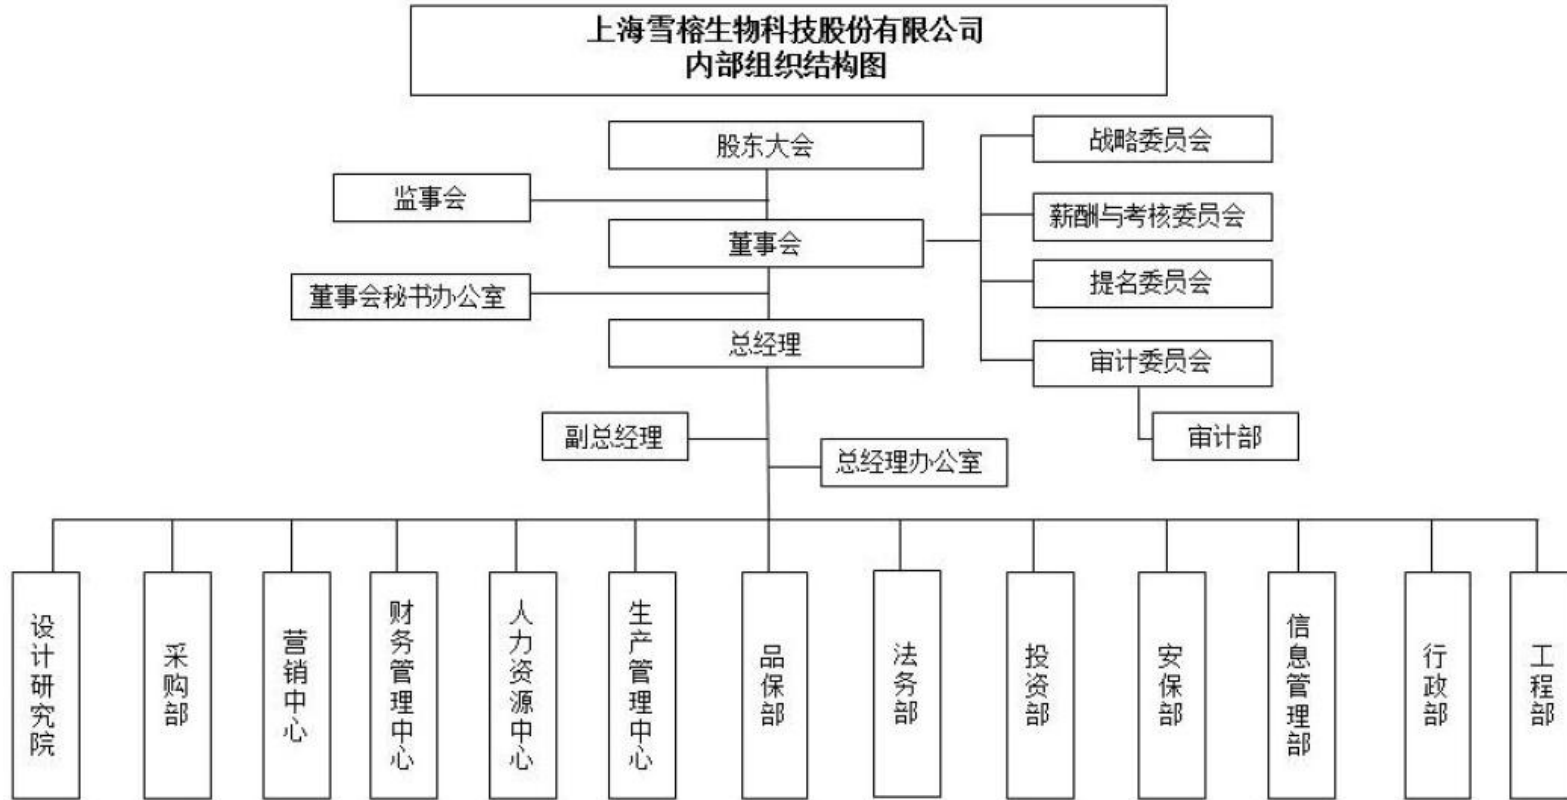 上海雪榕生物科技股份有限公司
内部组织结构图
股东大会
战略委员会
监事会
薪酬与考核委员会
董事会
董事会秘书办公室
提名委员会
总经理
审计委员会
副总经理
审计部
总经理办公室
设计研究院
采购部
营销中心
财务管理中心
人力资源中心
生产管理中心
品保部
法务部
投资部
安保部
信息管理部
行政部
工程部